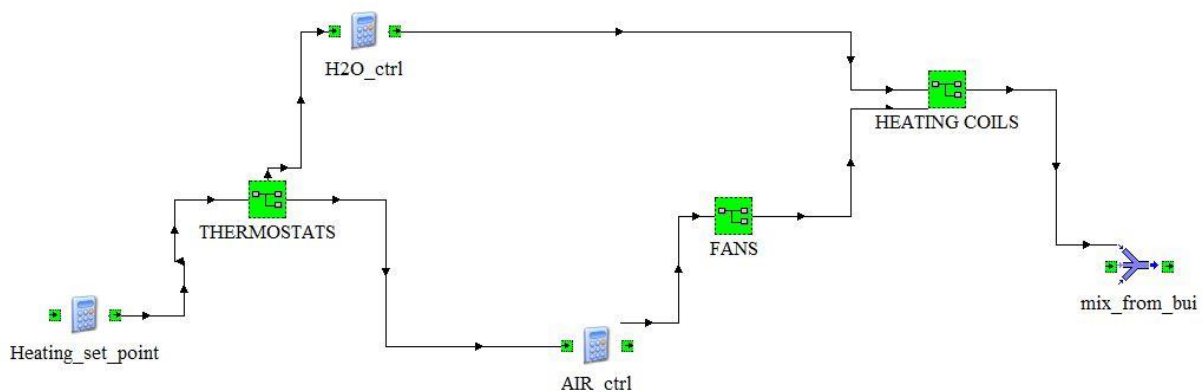 H2O_ctrl
HEATING COILS
THERMOSTATS
FANS
mix_from_bui
Heating_set_point
AIR_ctrl